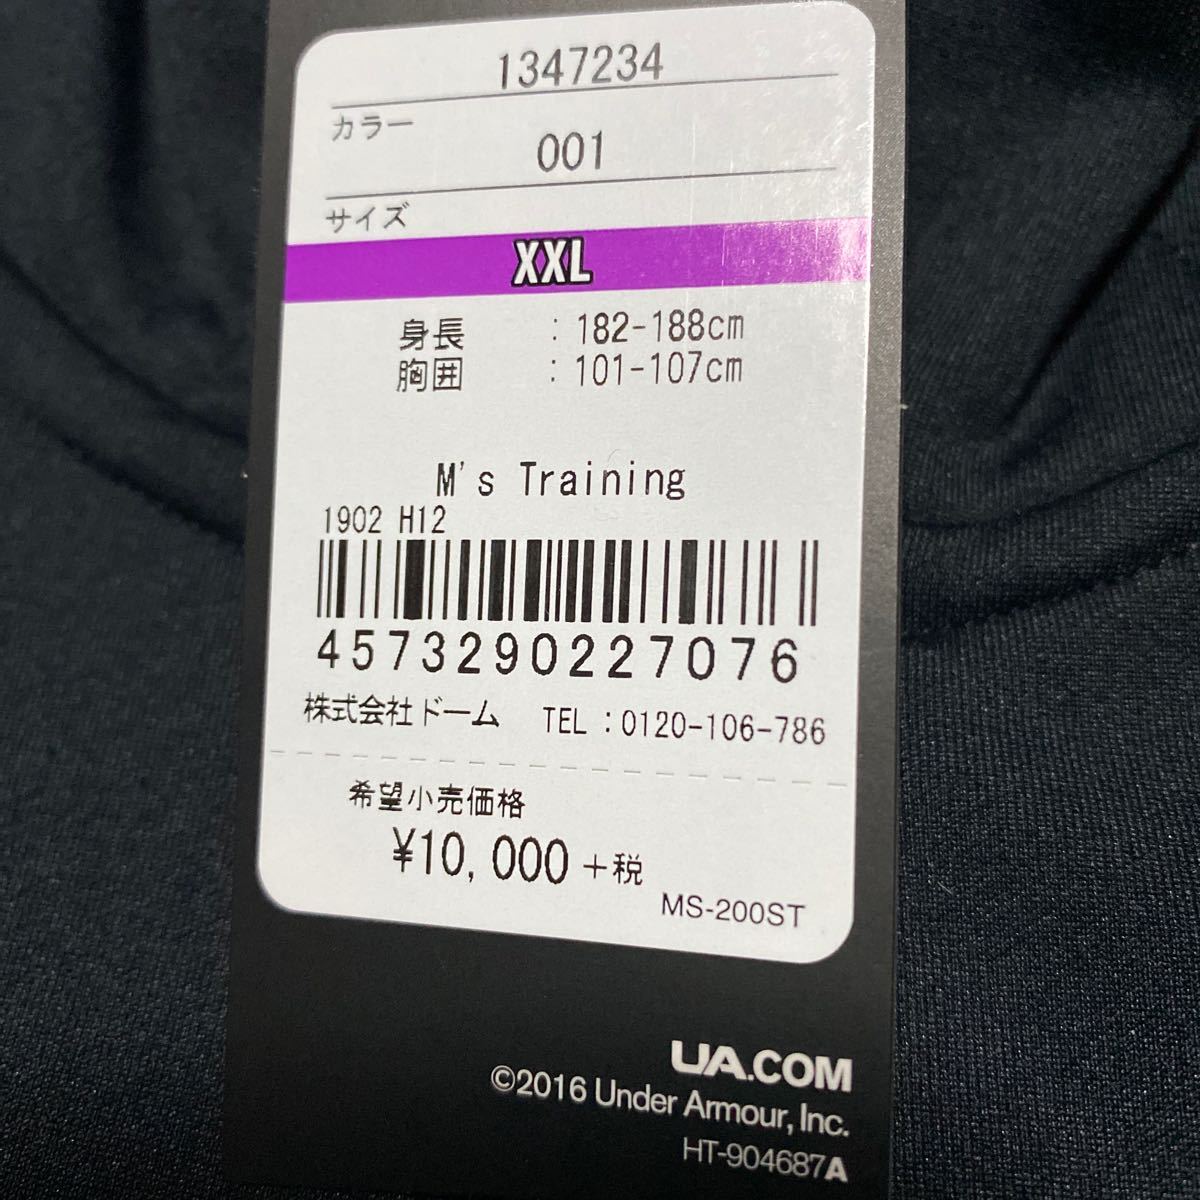 1347234
カラー
001
サイズ
XXL
身長 : 182-188cm
胸囲 : 101-107cm
M's Training
1902 H12
4573290227076
株式会社ドーム TEL:0120-106-786
希望小売価格
¥10,000 +税
MS-200ST
UA.COM
©2016 Under Armour, Inc.
HT-904687A